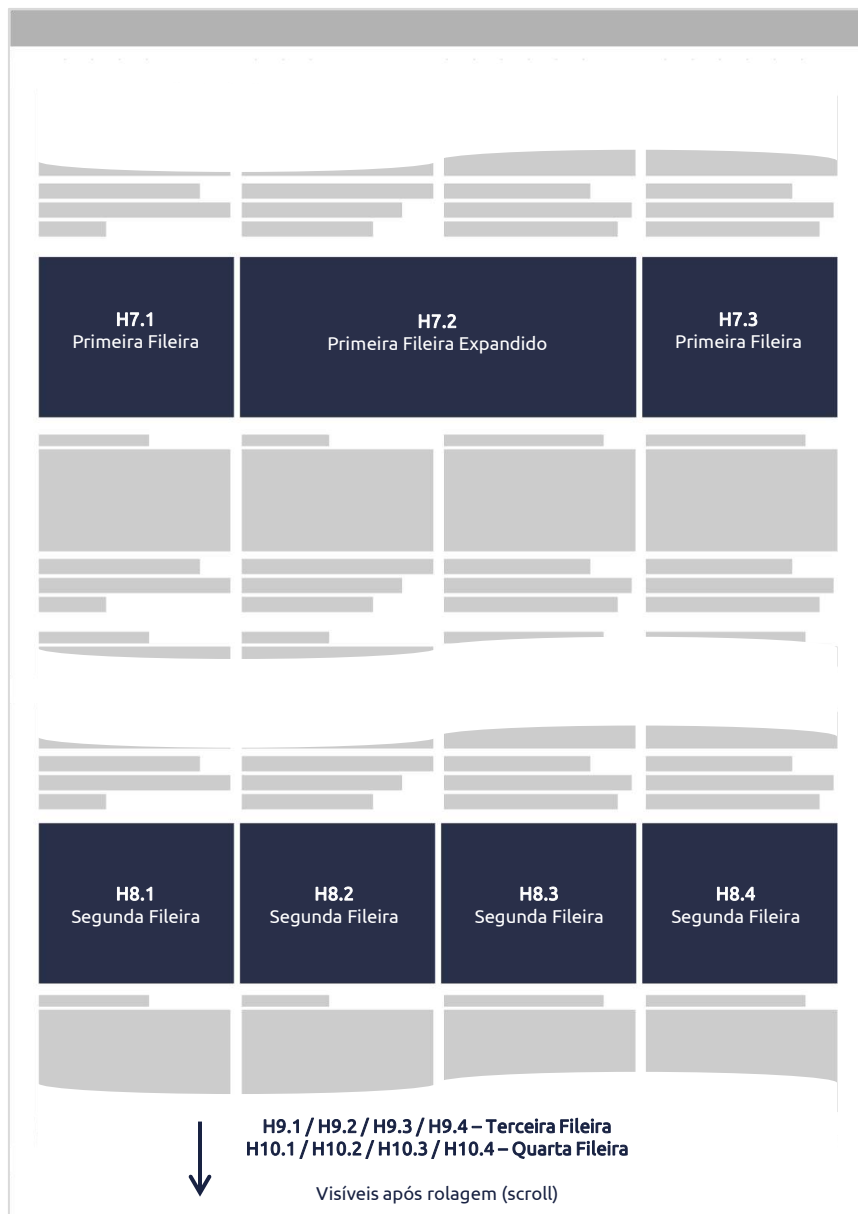 H7.1
Primeira Fileira
H7.2
Primeira Fileira Expandido
H7.3
Primeira Fileira
H8.1
Segunda Fileira
H8.2
Segunda Fileira
H8.3
Segunda Fileira
H8.4
Segunda Fileira
H9.1 / H9.2 / H9.3 / H9.4 – Terceira Fileira
H10.1 / H10.2 / H10.3 / H10.4 – Quarta Fileira
Visíveis após rolagem (scroll)